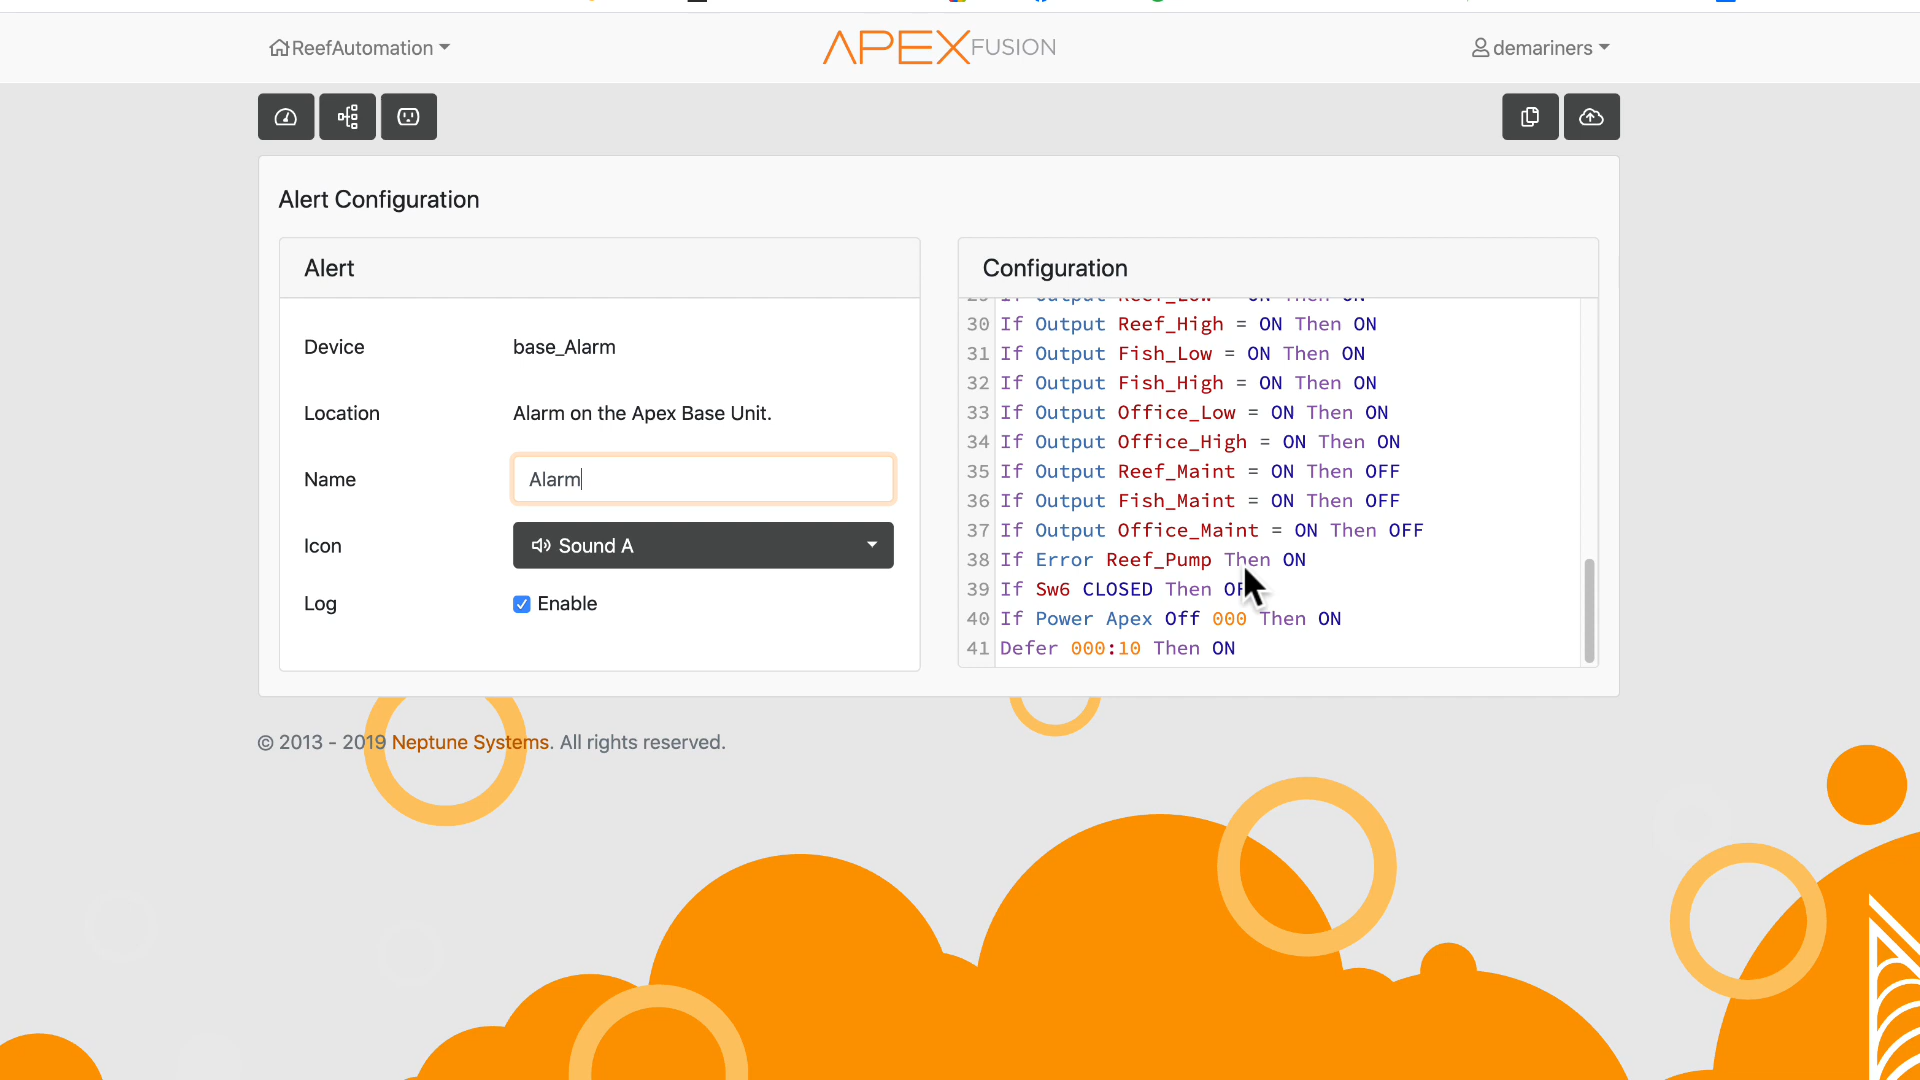 ReefAutomation
APEX FUSION
demariners
Alert Configuration
Alert
Device base_Alarm
Location Alarm on the Apex Base Unit.
Name Alarm
Icon Sound A
Log Enable
Configuration
30 If Output Reef_High = ON Then ON
31 If Output Fish_Low = ON Then ON
32 If Output Fish_High = ON Then ON
33 If Output Office_Low = ON Then ON
34 If Output Office_High = ON Then ON
35 If Output Reef_Maint = ON Then OFF
36 If Output Fish_Maint = ON Then OFF
37 If Output Office_Maint = ON Then OFF
38 If Error Reef_Pump Then ON
39 If Sw6 CLOSED Then
40 If Power Apex Off 000 Then ON
41 Defer 000:10 Then ON
© 2013 - 2019 Neptune Systems. All rights reserved.